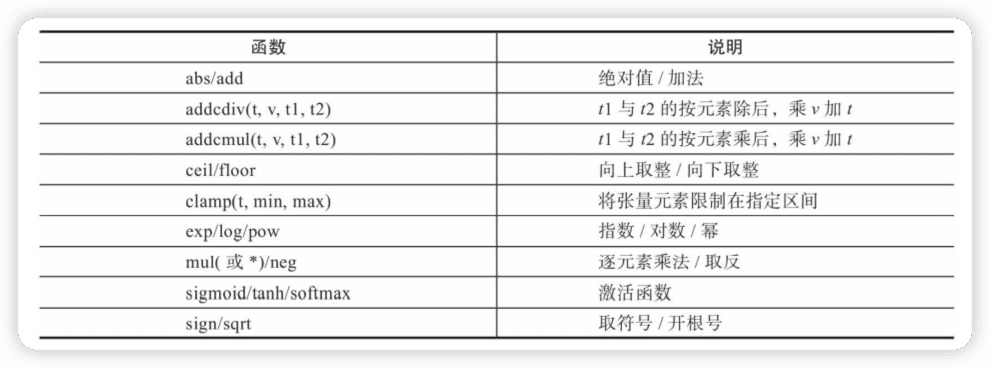 函数 说明
abs/add 绝对值 / 加法
addcdiv(t, v, t1, t2) t1 与 t2 的按元素除后，乘 v 加 t
addcmul(t, v, t1, t2) t1 与 t2 的按元素乘后，乘 v 加 t
ceil/floor 向上取整 / 向下取整
clamp(t, min, max) 将张量元素限制在指定区间
exp/log/pow 指数 / 对数 / 幂
mul( 或 *)/neg 逐元素乘法 / 取反
sigmoid/tanh/softmax 激活函数
sign/sqrt 取符号 / 开根号